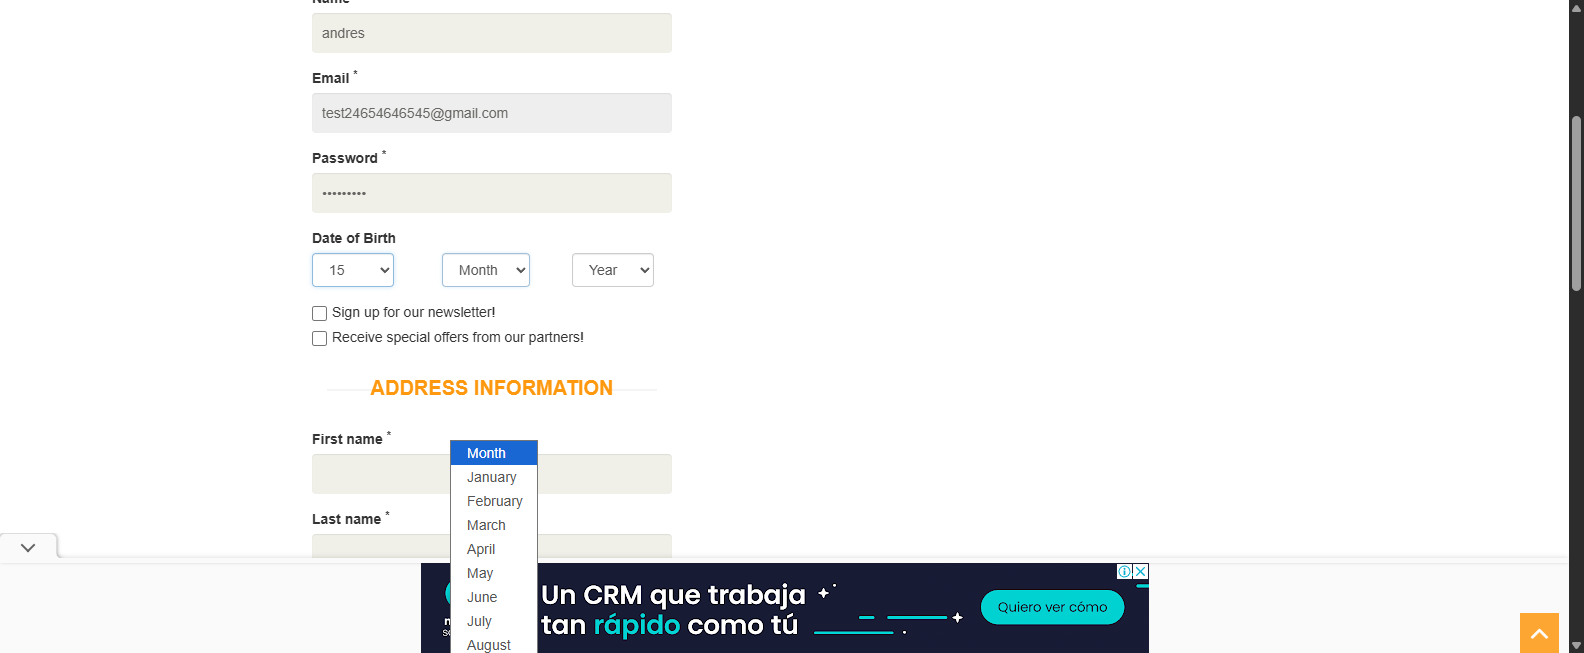 Name *
andres
Email *
test24654646545@gmail.com
Password *
•••••••••
Date of Birth
15 Month Year
Sign up for our newsletter!
Receive special offers from our partners!
ADDRESS INFORMATION
First name *
Last name *
Month
January
February
March
April
May
June
July
August
Un CRM que trabaja
tan rápido como tú
Quiero ver cómo